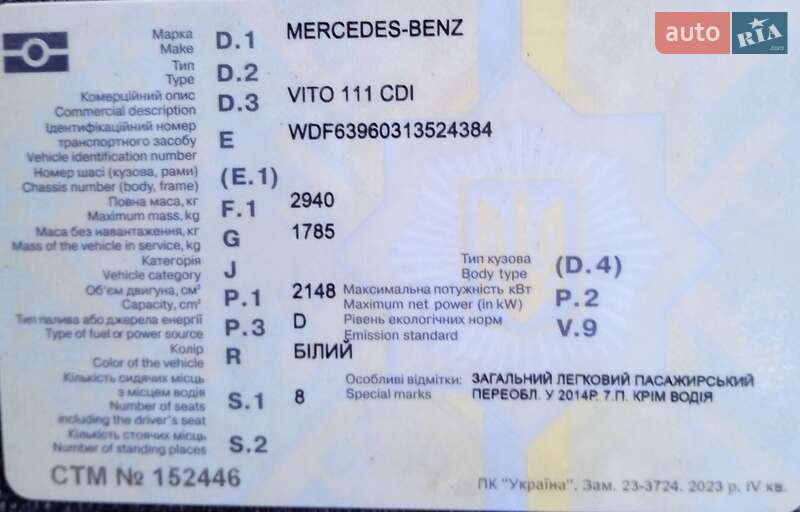 auto RIA .com
Марка
Make D.1 MERCEDES-BENZ
Тип
Type D.2
Комерційний опис
Commercial description D.3 VITO 111 CDI
Ідентифікаційний номер
транспортного засобу E WDF63960313524384
Vehicle identification number
Номер шасі (кузова, рами)
Chassis number (body, frame) (E.1)
Повна маса, кг
Maximum mass, kg F.1 2940
Маса без навантаження, кг
Mass of the vehicle in service, kg G 1785
Категорія
Vehicle category J
Тип кузова
Body type (D.4)
Об'єм двигуна, см³
Capacity, cm³ P.1 2148
Максимальна потужність кВт
Maximum net power (in kW) P.2
Тип палива або джерела енергії
Type of fuel or power source P.3 D
Рівень екологічних норм
Emission standard V.9
Колір
Color of the vehicle R БІЛИЙ
Кількість сидячих місць
з місцем водія
Number of seats S.1 8
including the driver's seat
Особливі відмітки: ЗАГАЛЬНИЙ ЛЕГКОВИЙ ПАСАЖИРСЬКИЙ
Special marks ПЕРЕОБЛ. У 2014Р. 7.П. КРІМ ВОДІЯ
Кількість стоячих місць
Number of standing places S.2
СТМ № 152446
ПК "Україна". Зам. 23-3724. 2023 р. IV кв.